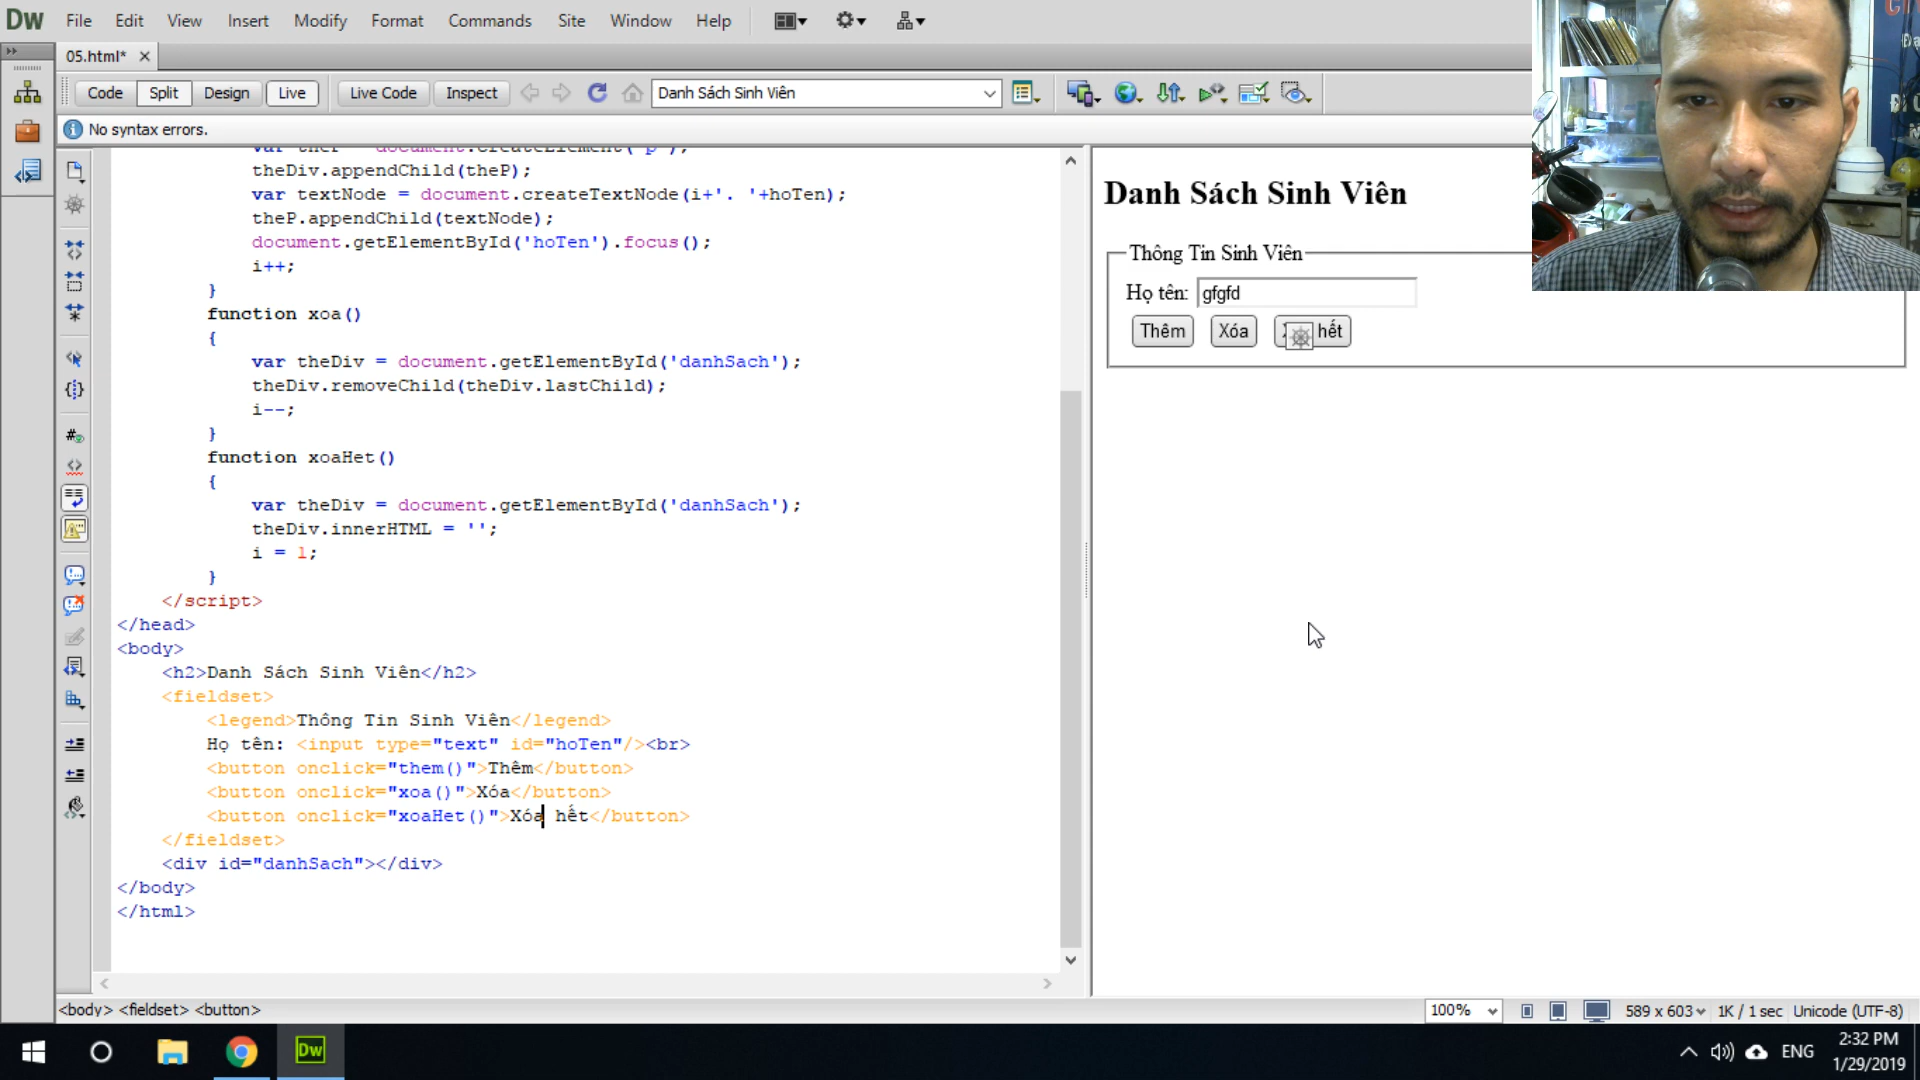 Dw File Edit View Insert Modify Format Commands Site Window Help
05.html*
Code Split Design Live Live Code Inspect Danh Sách Sinh Viên
No syntax errors.
theDiv.appendChild(theP);
var textNode = document.createTextNode(i+'. '+hoTen);
theP.appendChild(textNode);
document.getElementById('hoTen').focus();
i++;
}
function xoa()
{
var theDiv = document.getElementById('danhSach');
theDiv.removeChild(theDiv.lastChild);
i--;
}
function xoaHet()
{
var theDiv = document.getElementById('danhSach');
theDiv.innerHTML = '';
i = 1;
}
</script>
</head>
<body>
<h2>Danh Sách Sinh Viên</h2>
<fieldset>
<legend>Thông Tin Sinh Viên</legend>
Họ tên: <input type="text" id="hoTen"/><br>
<button onclick="them()">Thêm</button>
<button onclick="xoa()">Xóa</button>
<button onclick="xoaHet()">Xóa hết</button>
</fieldset>
<div id="danhSach"></div>
</body>
</html>
Danh Sách Sinh Viên
Thông Tin Sinh Viên
Họ tên: gfgfd
Thêm Xóa hết
<body> <fieldset> <button>
100% 589 x 603 1K / 1 sec Unicode (UTF-8)
Dw
ENG
2:32 PM
1/29/2019